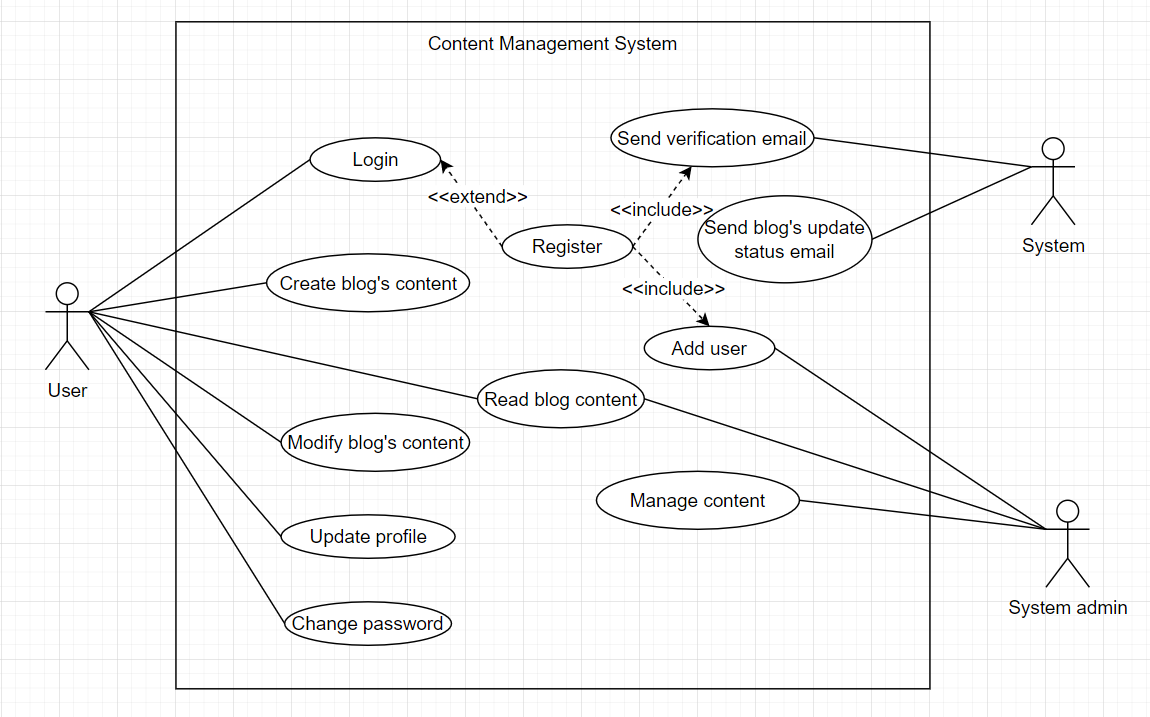 Content Management System
Send verification email
Login
<<extend>>
<<include>>
Send blog's update
status email
Register
System
Create blog's content
<<include>>
Add user
User
Read blog content
Modify blog's content
Manage content
Update profile
System admin
Change password